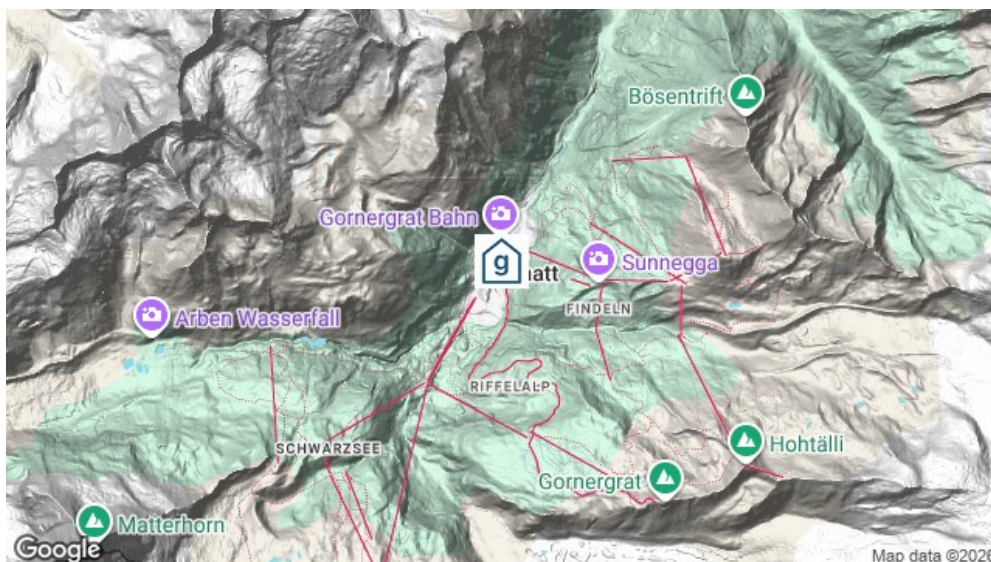 Bösentrift
Gornergrat Bahn
g
Sunnegga
att
FINDELN
Arben Wasserfall
RIFFELALP
SCHWARZSEE
Hohtälli
Gornergrat
Matterhorn
Google
Map data ©2026